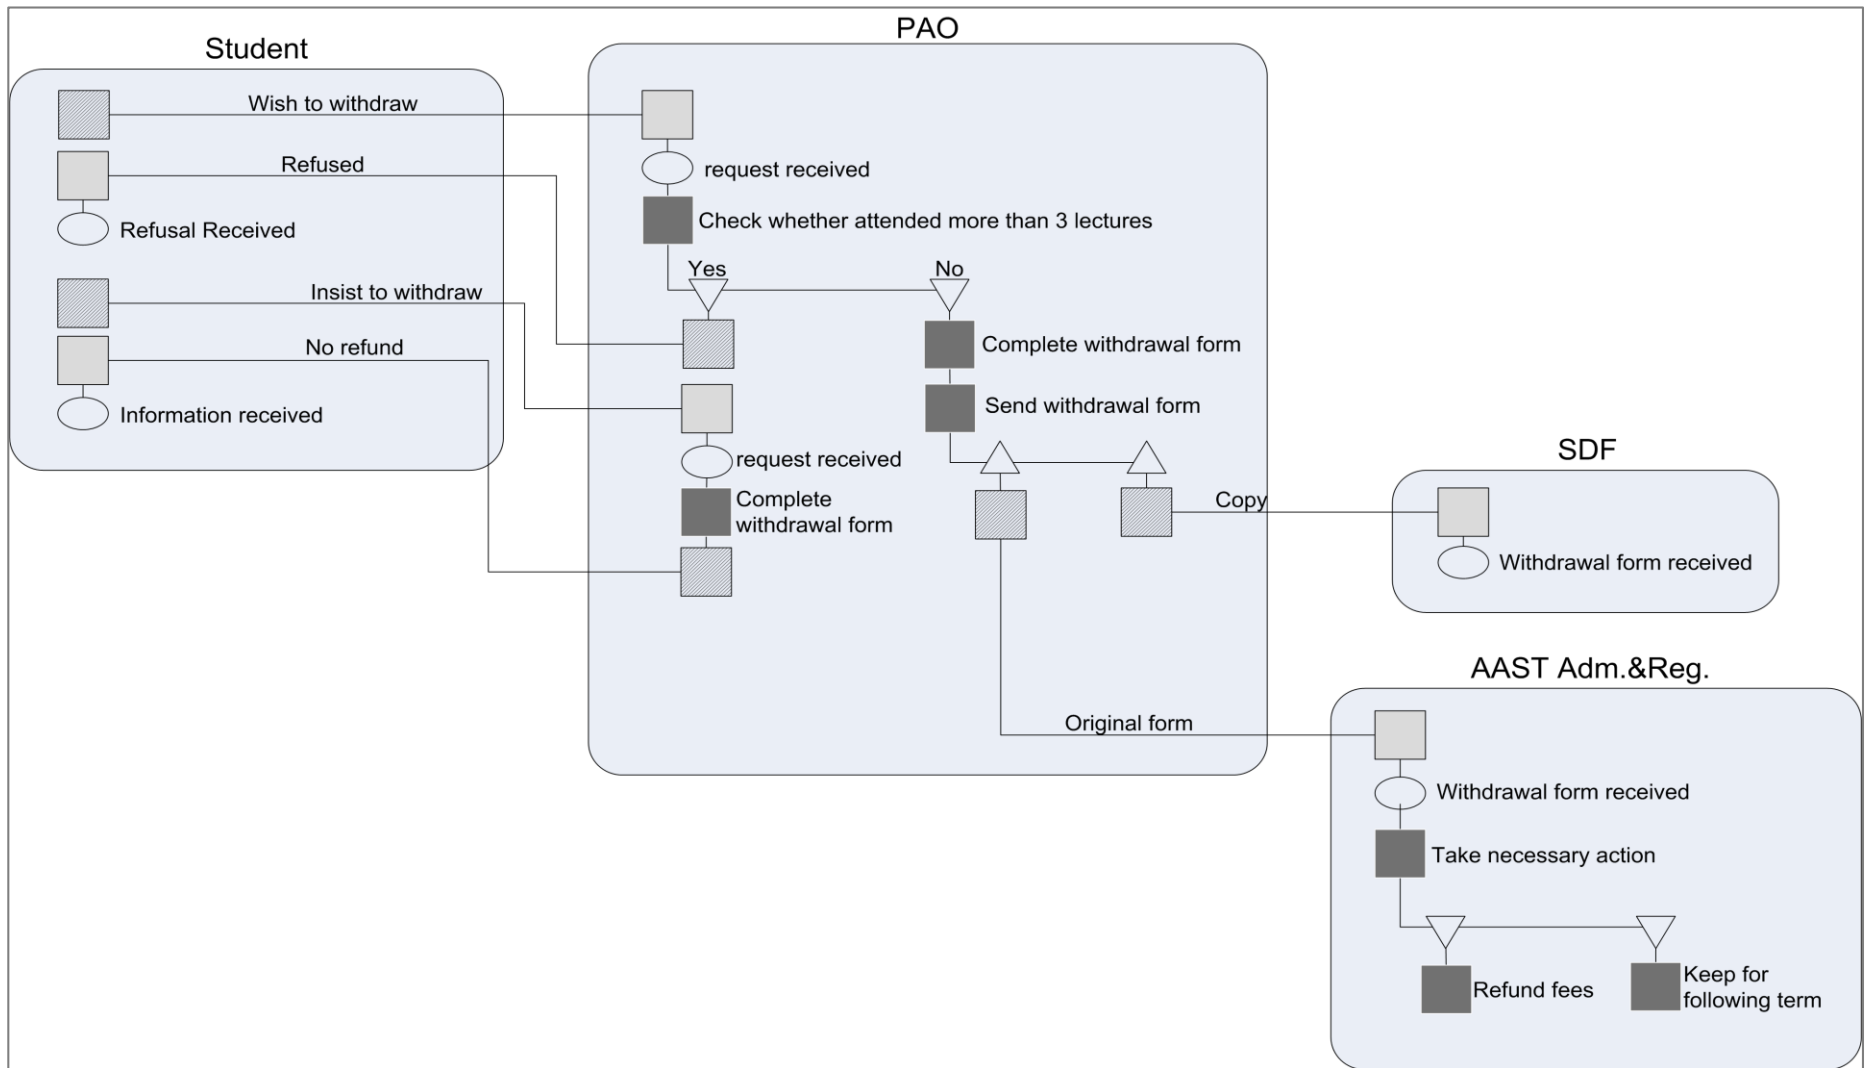 PAO
Student
Wish to withdraw
Refused
Refusal Received
Insist to withdraw
No refund
Information received
request received
Check whether attended more than 3 lectures
Yes
No
Complete withdrawal form
Send withdrawal form
request received
Complete
withdrawal form
Copy
Original form
SDF
Withdrawal form received
AAST Adm.&Reg.
Withdrawal form received
Take necessary action
Refund fees
Keep for
following term